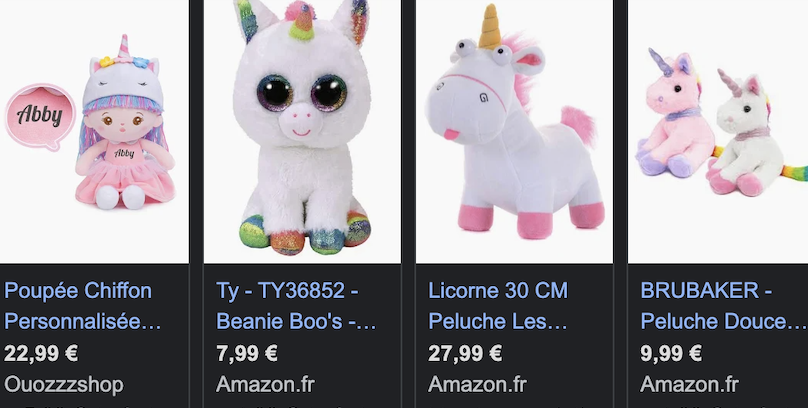 Abby
Abby
Poupée Chiffon
Personnalisée...
22,99 €
Ouozzzshop
Ty - TY36852 -
Beanie Boo's -...
7,99 €
Amazon.fr
Licorne 30 CM
Peluche Les...
27,99 €
Amazon.fr
BRUBAKER -
Peluche Douce...
9,99 €
Amazon.fr